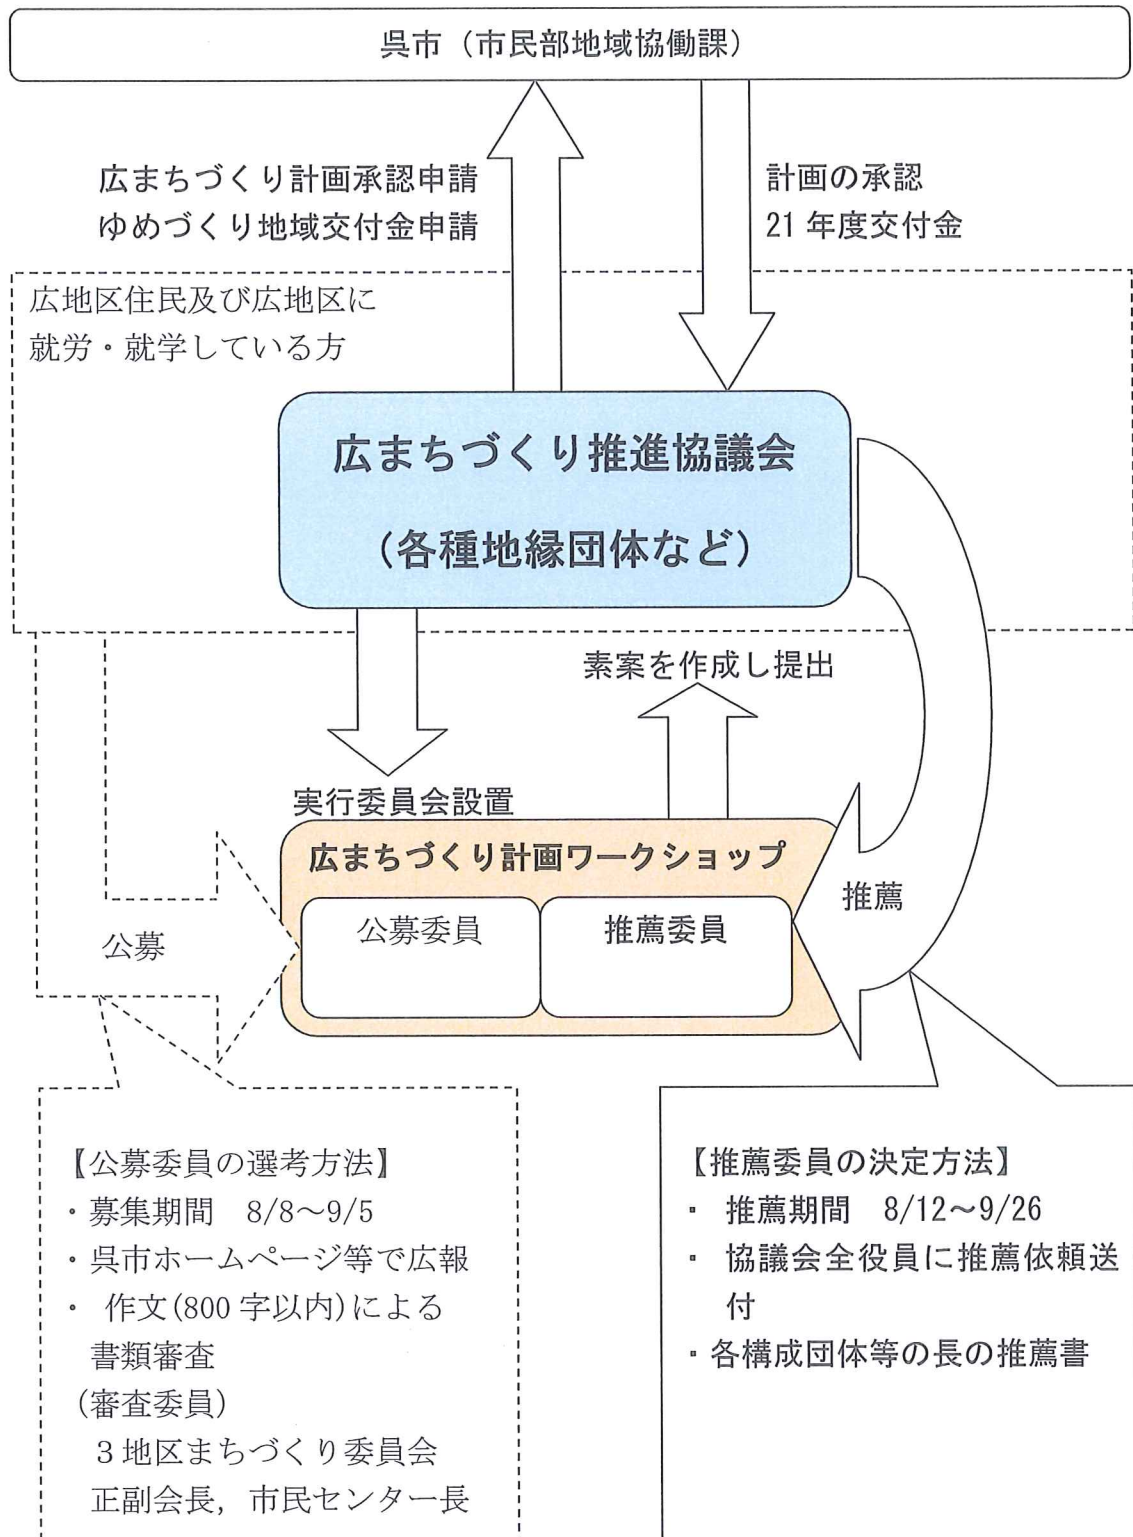 呉市（市民部地域協働課）
広まちづくり計画承認申請
ゆめづくり地域交付金申請
計画の承認
21 年度交付金
広地区住民及び広地区に
就労・就学している方
広まちづくり推進協議会
（各種地縁団体など）
素案を作成し提出
実行委員会設置
広まちづくり計画ワークショップ
公募委員
推薦委員
推薦
公募
【公募委員の選考方法】
・募集期間　8/8～9/5
・呉市ホームページ等で広報
・ 作文(800 字以内)による
書類審査
（審査委員）
３地区まちづくり委員会
正副会長，市民センター長
【推薦委員の決定方法】
・ 推薦期間　8/12～9/26
・ 協議会全役員に推薦依頼送
付
・各構成団体等の長の推薦書